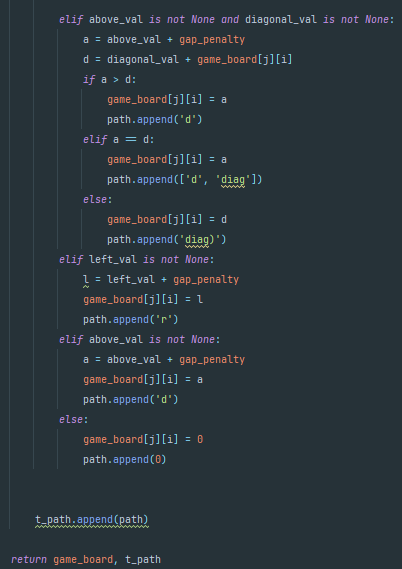 elif above_val is not None and diagonal_val is not None:
a = above_val + gap_penalty
d = diagonal_val + game_board[j][i]
if a > d:
game_board[j][i] = a
path.append('d')
elif a == d:
game_board[j][i] = a
path.append(['d', 'diag'])
else:
game_board[j][i] = d
path.append('diag)')
elif left_val is not None:
l = left_val + gap_penalty
game_board[j][i] = l
path.append('r')
elif above_val is not None:
a = above_val + gap_penalty
game_board[j][i] = a
path.append('d')
else:
game_board[j][i] = 0
path.append(0)
t_path.append(path)
return game_board, t_path